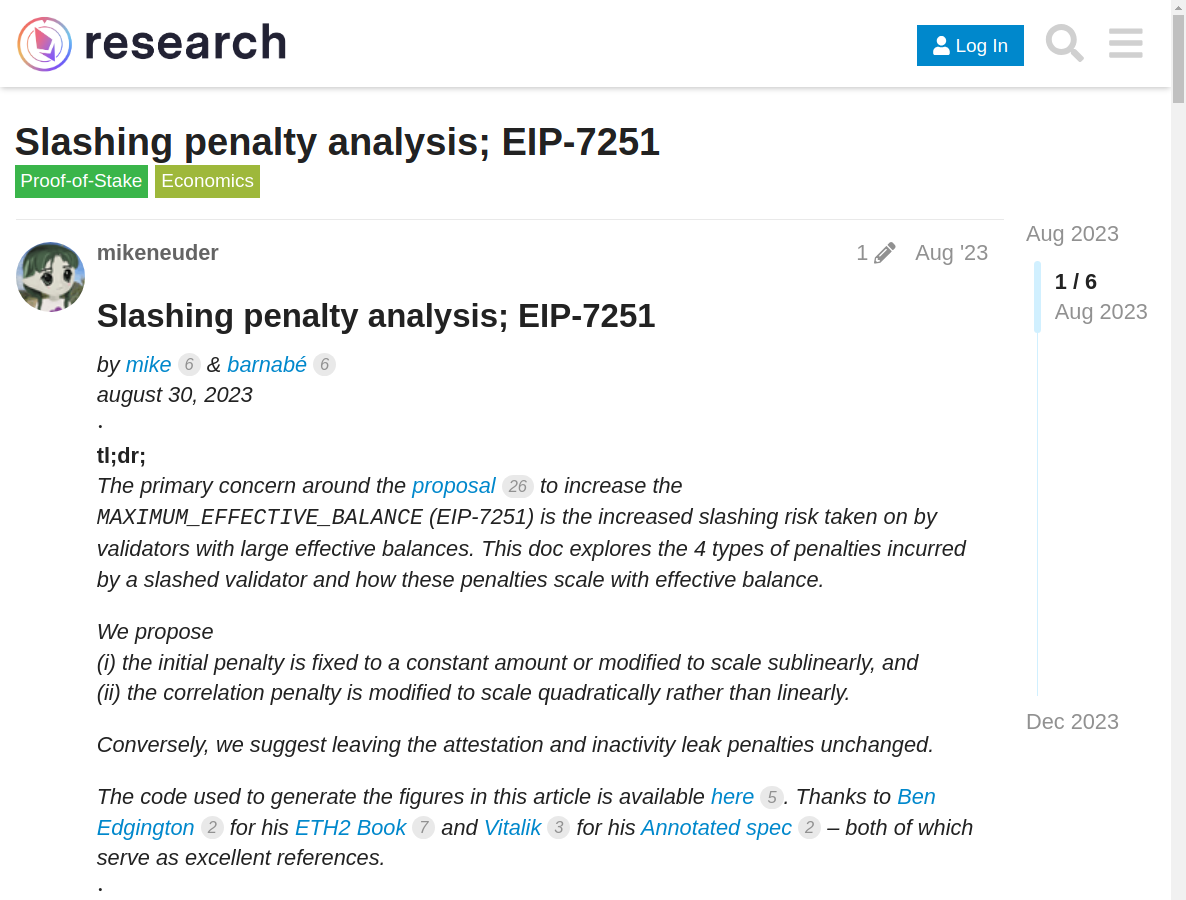 research
Log In
Slashing penalty analysis; EIP-7251
Proof-of-Stake Economics
mikeneuder 1 Aug '23
Slashing penalty analysis; EIP-7251
by mike 6 & barnabé 6
august 30, 2023
·
tl;dr;
The primary concern around the proposal 26 to increase the
MAXIMUM_EFFECTIVE_BALANCE (EIP-7251) is the increased slashing risk taken on by
validators with large effective balances. This doc explores the 4 types of penalties incurred
by a slashed validator and how these penalties scale with effective balance.
We propose
(i) the initial penalty is fixed to a constant amount or modified to scale sublinearly, and
(ii) the correlation penalty is modified to scale quadratically rather than linearly.
Conversely, we suggest leaving the attestation and inactivity leak penalties unchanged.
The code used to generate the figures in this article is available here 5. Thanks to Ben
Edgington 2 for his ETH2 Book 7 and Vitalik 3 for his Annotated spec 2 – both of which
serve as excellent references.
·
Aug 2023
1 / 6
Aug 2023
Dec 2023